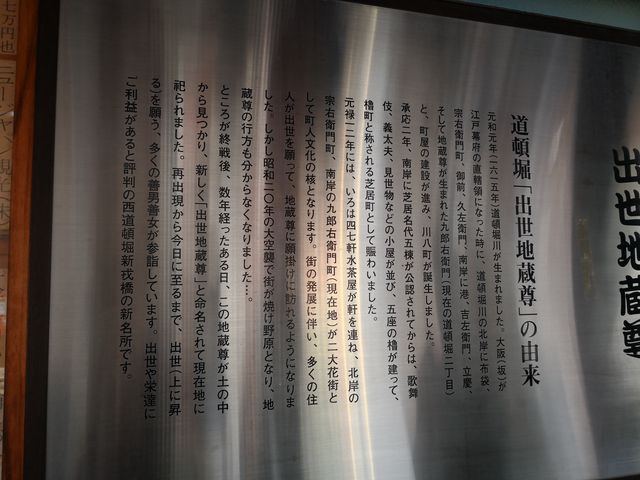 出世地蔵尊
道頓堀「出世地蔵尊」の由来
元和元年（一六一五年）道頓堀川が生まれました。大阪（坂）が
江戸幕府の直轄領になった時に、道頓堀川の北岸に布袋、
宗右衛門町、御前、久左衛門、南岸に港、吉左衛門、立慶、
そして地蔵尊が生まれた九郎右衛門（現在の道頓堀二丁目）
と、町屋の建設が進み、川八町が誕生しました。
承応二年、南岸に芝居名代五棟が公認されてからは、歌舞
伎、義太夫、見世物などの小屋が並び、五座の櫓が建って、
櫓町と称される芝居町として賑わいました。
元禄一二年には、いろは四七軒水茶屋が軒を連ね、北岸の
宗右衛門町、南岸の九郎右衛門町（現在地）が二大花街と
して町人文化の核となります。街の発展に伴い、多くの住
人が出世を願って、地蔵尊に願掛けに訪れるようになりま
した。しかし昭和二〇年の大空襲で街が焼け野原となり、地
蔵尊の行方も分からなくなりました…。
ところが終戦後、数年経ったある日、この地蔵尊が土の中
から見つかり、新しく「出世地蔵尊」と命名されて現在地に
祀られました。再出現から今日に至るまで、出世（上に昇
る）を願う、多くの善男善女が参詣しています。出世や栄達に
ご利益があると評判の西道頓堀新戎橋の新名所です。
七万円也